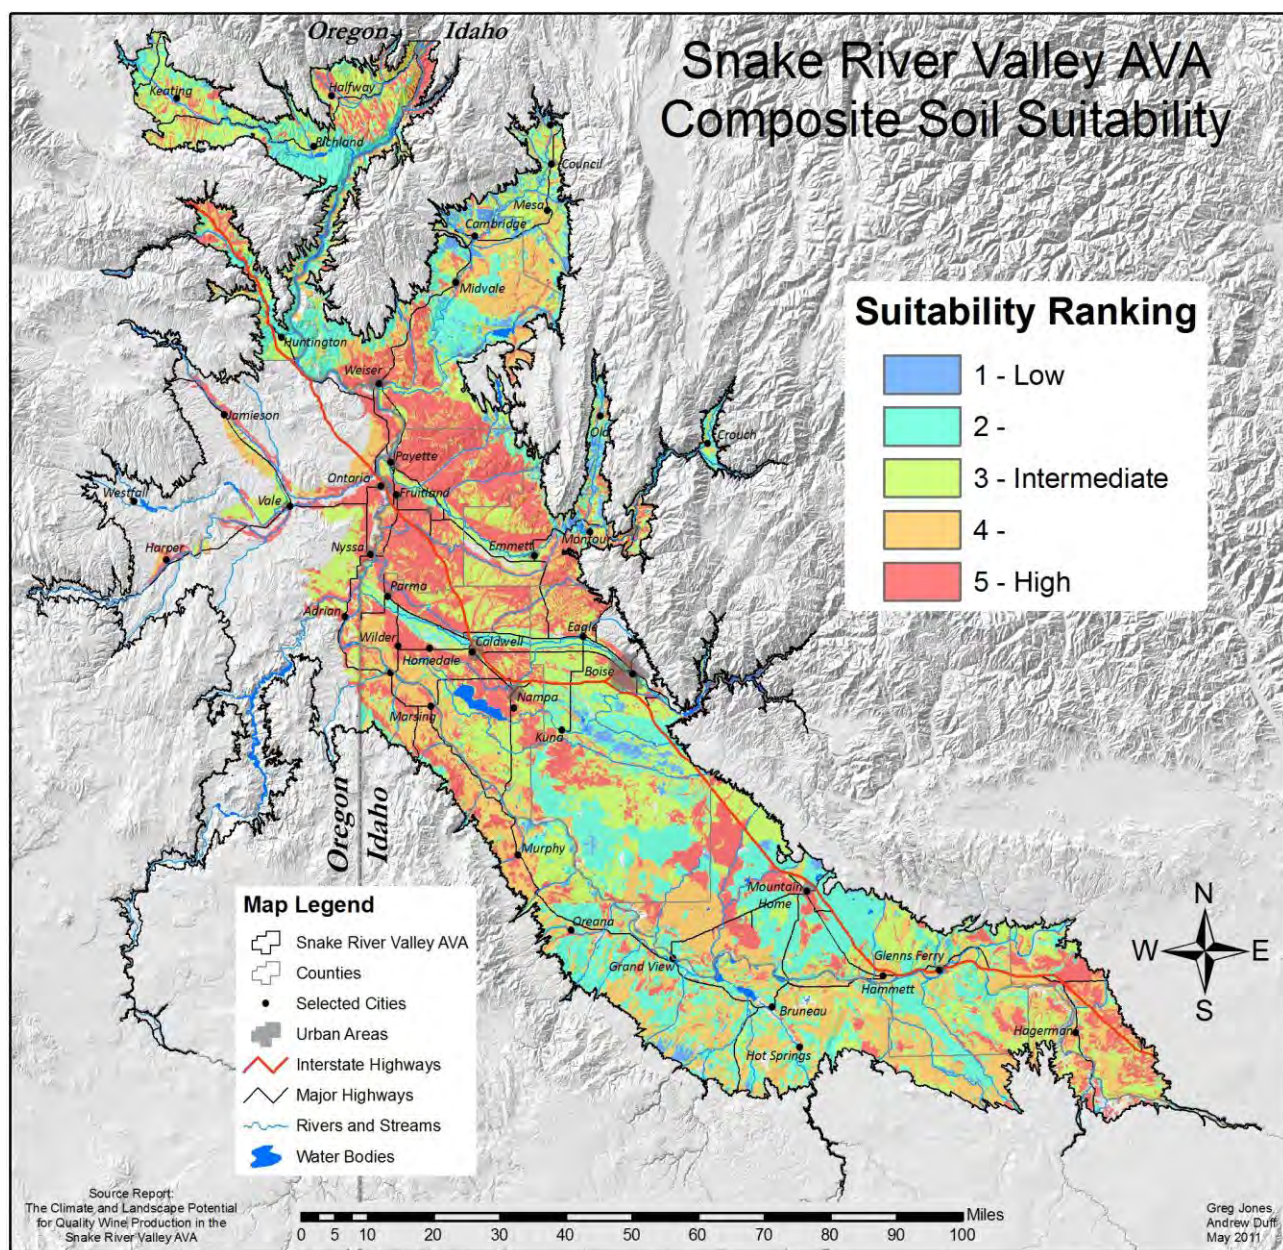 Oregon Idaho
Snake River Valley AVA
Composite Soil Suitability
Keating
Halfway
Richland
Council
Mesa
Cambridge
Midvale
Huntington
Weiser
Jamieson
Ola
Crouch
Payette
Ontario
Fruitland
Westfall
Vale
Emmett
Montour
Harper
Nyssa
Parma
Adrian
Eagle
Wilder
Caldwell
Homedale
Boise
Nampa
Marsing
Kuna
Oregon
Idaho
Murphy
Mountain
Home
Oreana
Grand View
Glenns Ferry
Hammett
Bruneau
Hagerman
Hot Springs
Suitability Ranking
1 - Low
2 -
3 - Intermediate
4 -
5 - High
Map Legend
Snake River Valley AVA
Counties
Selected Cities
Urban Areas
Interstate Highways
Major Highways
Rivers and Streams
Water Bodies
N
W E
S
Source Report:
The Climate and Landscape Potential
for Quality Wine Production in the
Snake River Valley AVA
Miles
0 5 10 20 30 40 50 60 70 80 90 100
Greg Jones
Andrew Duff
May 2011